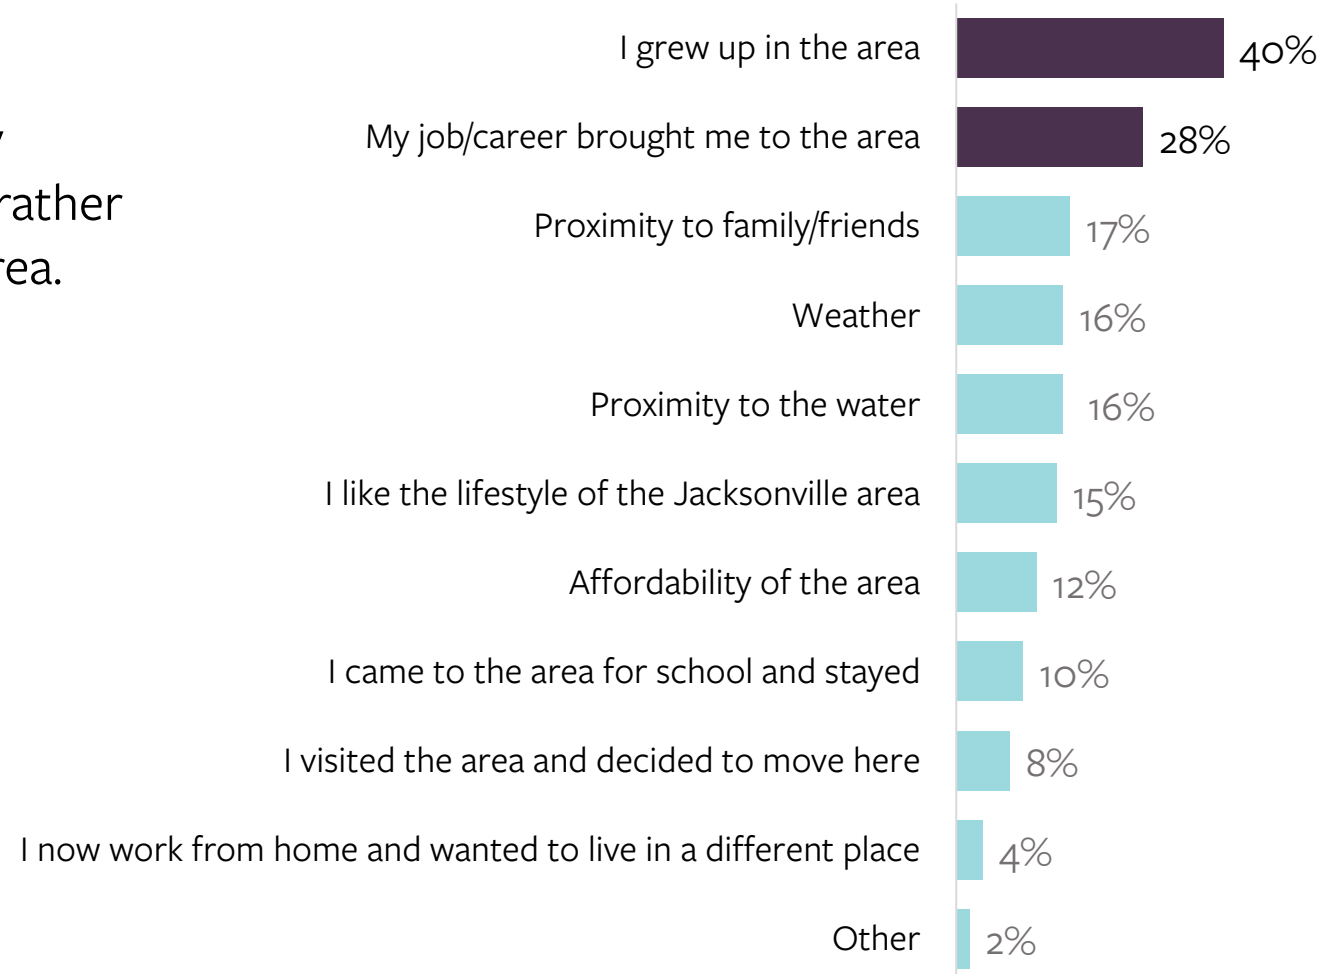 rather
I grew up in the area 40%
My job/career brought me to the area 28%
Proximity to family/friends 17%
Weather 16%
Proximity to the water 16%
I like the lifestyle of the Jacksonville area 15%
Affordability of the area 12%
I came to the area for school and stayed 10%
I visited the area and decided to move here 8%
I now work from home and wanted to live in a different place 4%
Other 2%